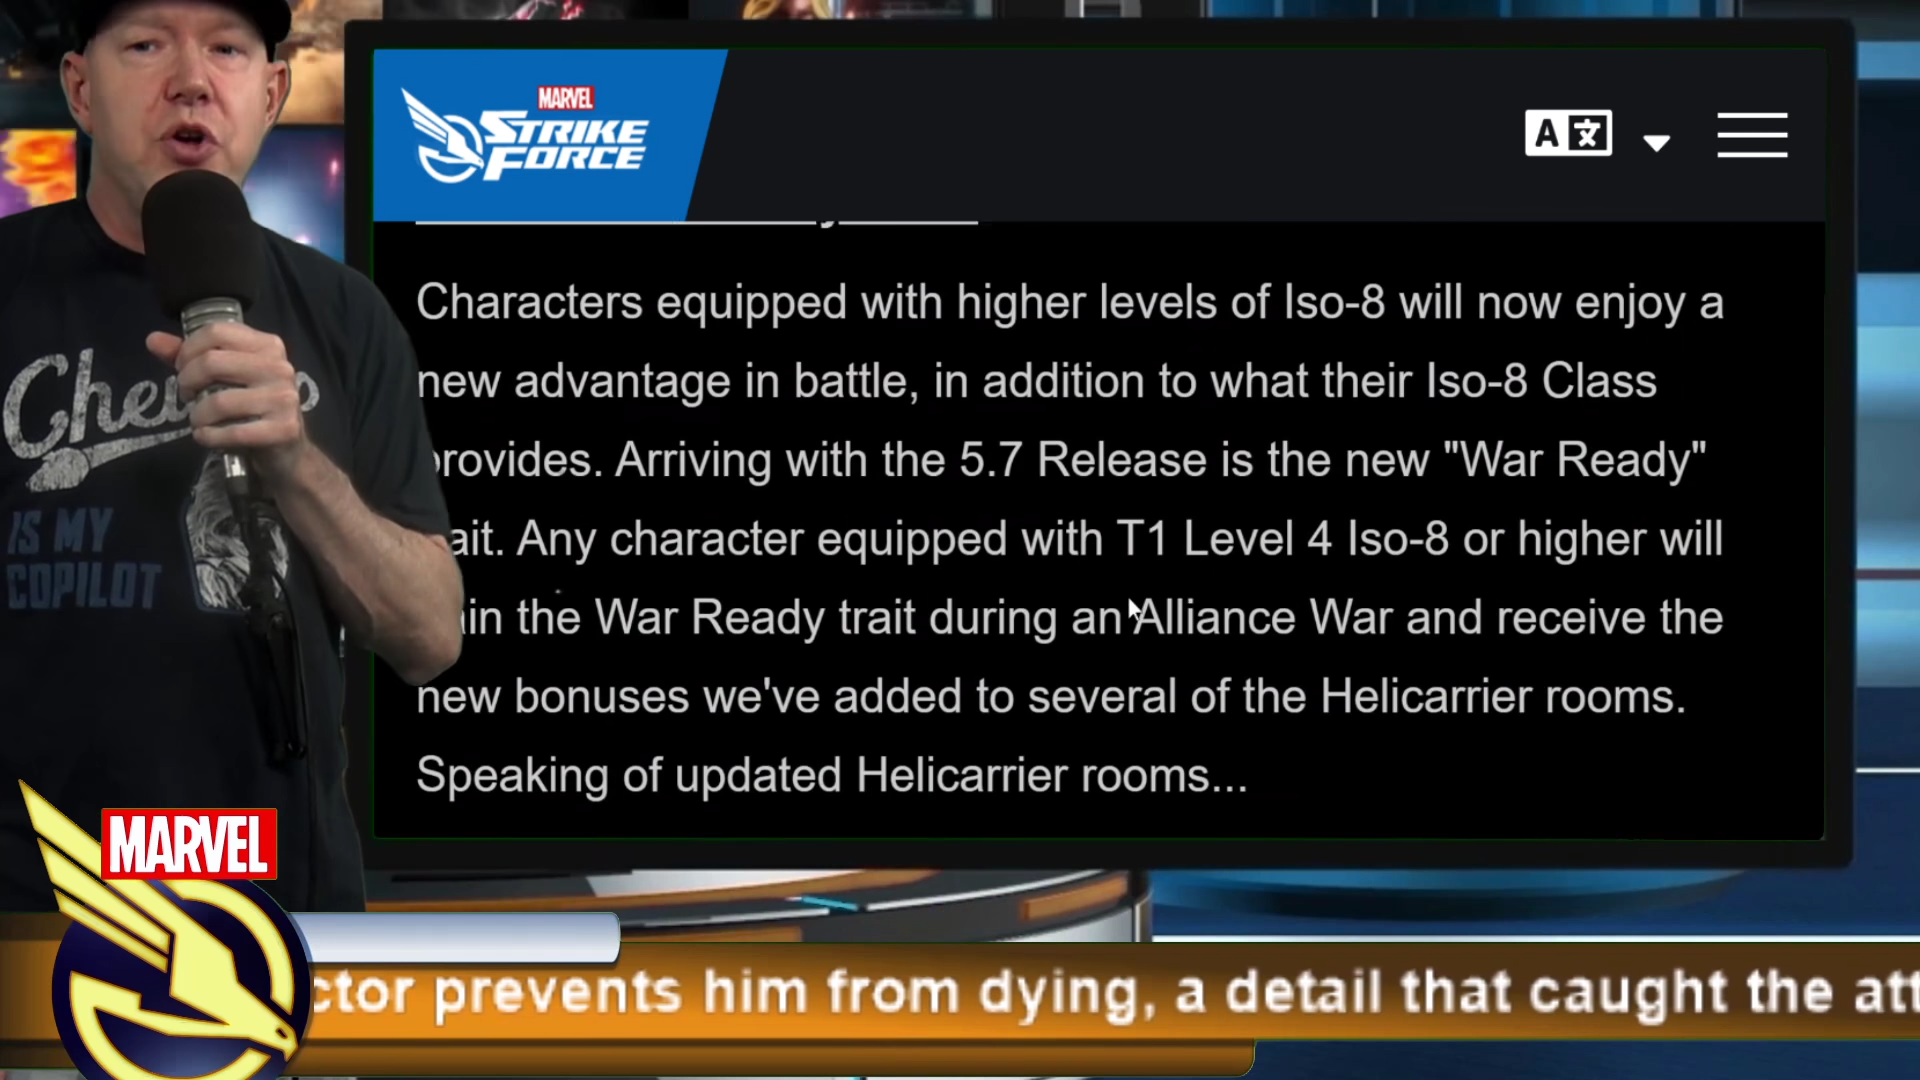 MARVEL
STRIKE
FORCE
A文
Characters equipped with higher levels of Iso-8 will now enjoy a
new advantage in battle, in addition to what their Iso-8 Class
provides. Arriving with the 5.7 Release is the new "War Ready"
ait. Any character equipped with T1 Level 4 Iso-8 or higher will
in the War Ready trait during an Alliance War and receive the
new bonuses we've added to several of the Helicarrier rooms.
Speaking of updated Helicarrier rooms...
Chew
IS MY
COPILOT
MARVEL
ctor prevents him from dying, a detail that caught the att